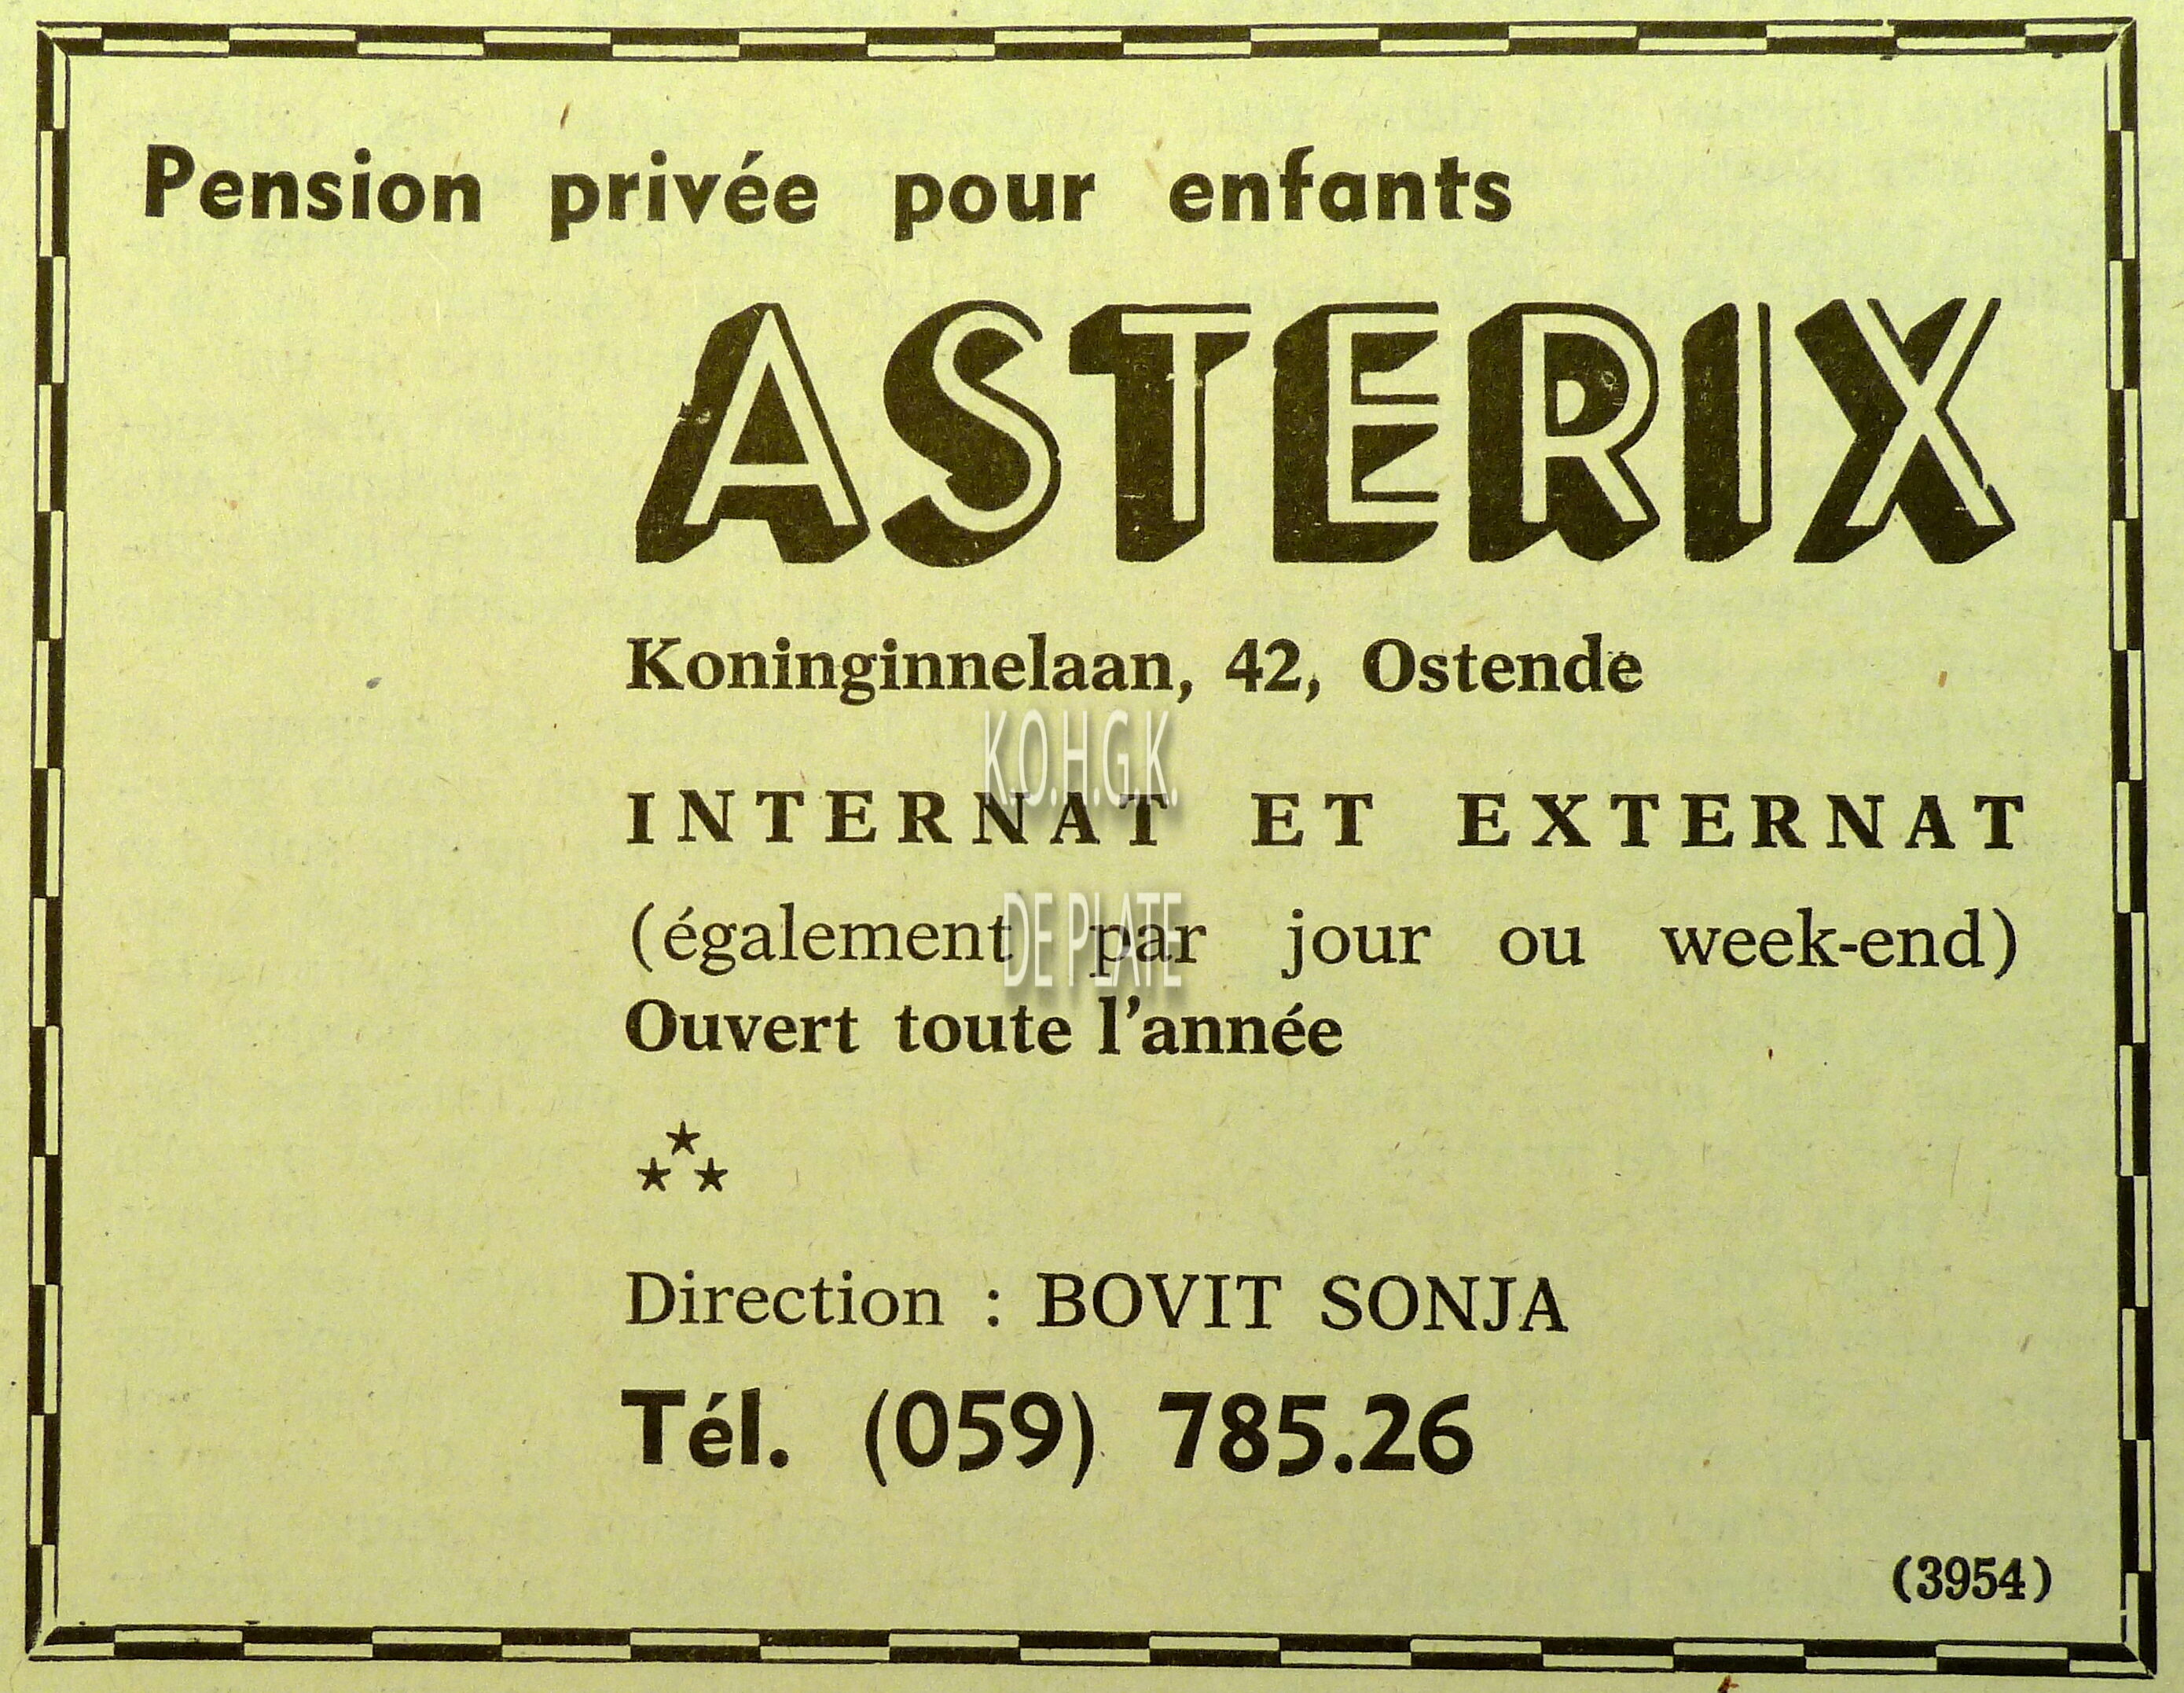 Pension privée pour enfants
ASTERIX
Koninginnelaan, 42, Ostende
K.O.H.G.K.
INTERNAT ET EXTERNAT
DE PLATE
(également par jour ou week-end)
Ouvert toute l'année
Direction : BOVIT SONJA
Tél. (059) 785.26
(3954)